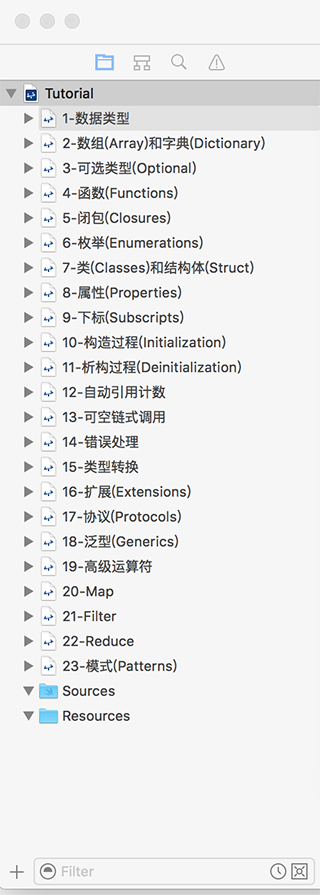 Tutorial
1-数据类型
2-数组(Array)和字典(Dictionary)
3-可选类型(Optional)
4-函数(Functions)
5-闭包(Closures)
6-枚举(Enumerations)
7-类(Classes)和结构体(Struct)
8-属性(Properties)
9-下标(Subscripts)
10-构造过程(Initialization)
11-析构过程(Deinitialization)
12-自动引用计数
13-可空链式调用
14-错误处理
15-类型转换
16-扩展(Extensions)
17-协议(Protocols)
18-泛型(Generics)
19-高级运算符
20-Map
21-Filter
22-Reduce
23-模式(Patterns)
Sources
Resources
Filter